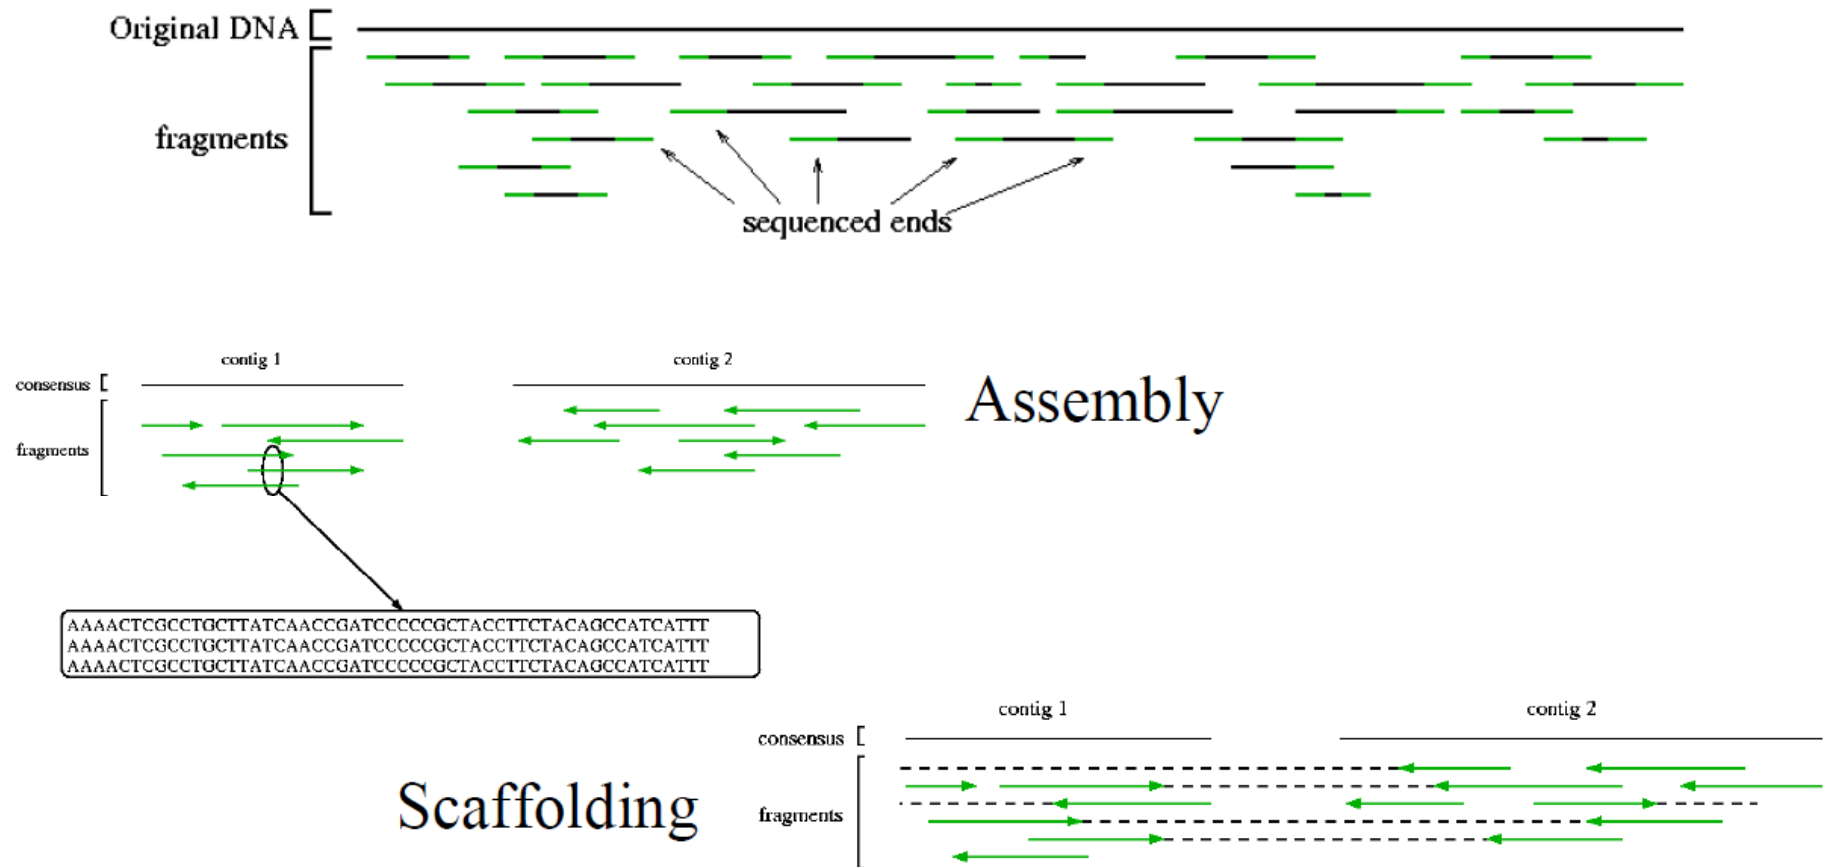 Original DNA
fragments
sequenced ends
contig 1
contig 2
consensus
Assembly
fragments
AAAACTCGCCTGCTTATCAACCGATCCCCCGCTACCTTCTACAGCCATCATTT
AAAACTCGCCTGCTTATCAACCGATCCCCCGCTACCTTCTACAGCCATCATTT
AAAACTCGCCTGCTTATCAACCGATCCCCCGCTACCTTCTACAGCCATCATTT
contig 1
contig 2
consensus
Scaffolding
fragments